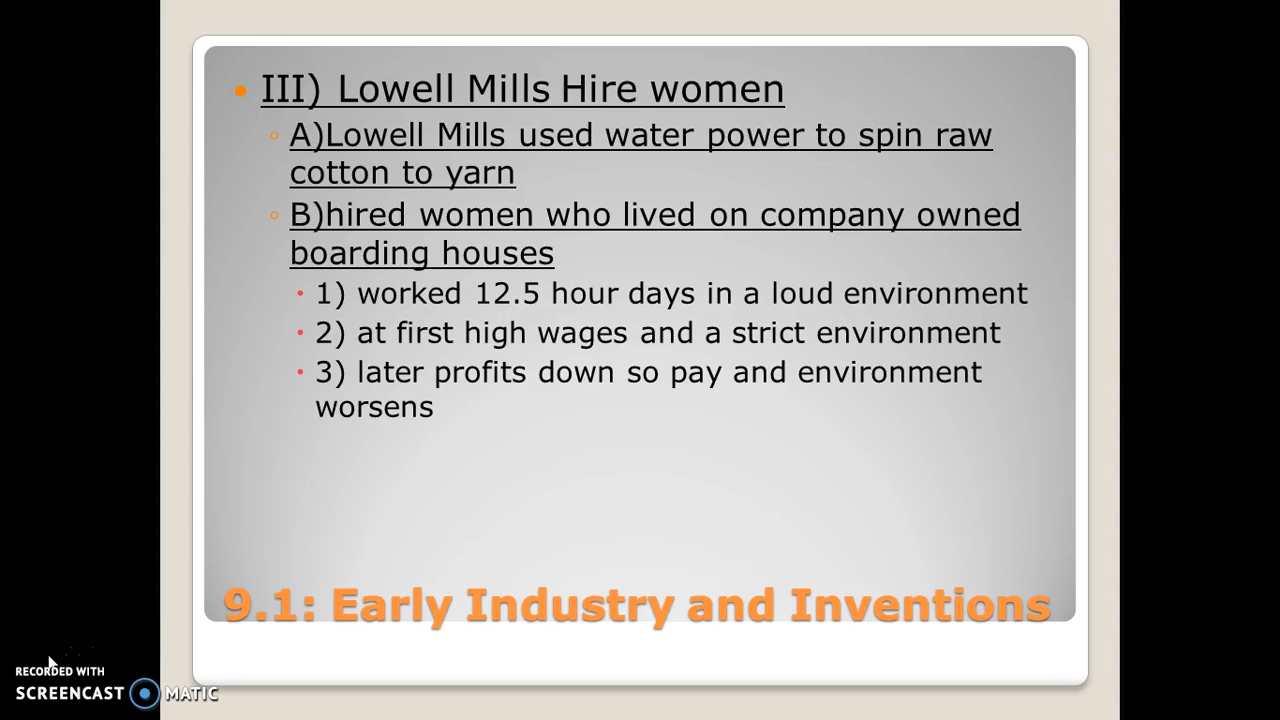 III) Lowell Mills Hire women
A)Lowell Mills used water power to spin raw
cotton to yarn
B)hired women who lived on company owned
boarding houses
1) worked 12.5 hour days in a loud environment
2) at first high wages and a strict environment
3) later profits down so pay and environment
worsens
9.1: Early Industry and Inventions
RECORDED WITH
SCREENCAST MATIC